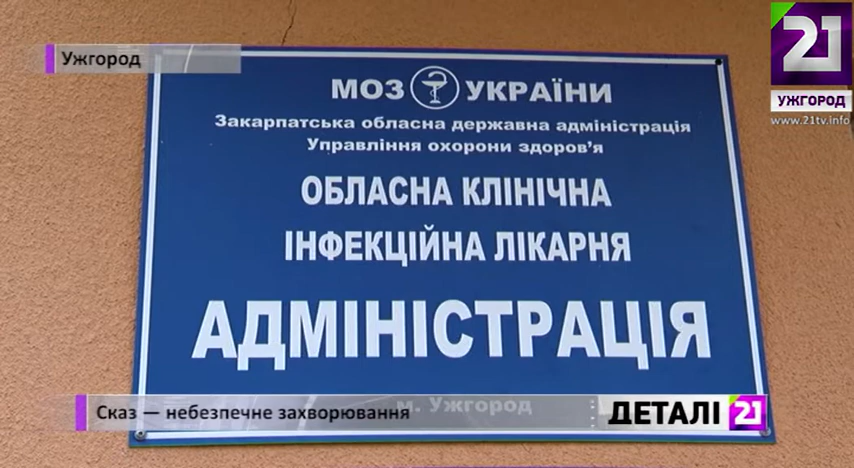 Ужгород
21
УЖГОРОД
www.21tv.info
МОЗ УКРАЇНИ
Закарпатська обласна державна адміністрація
Управління охорони здоров'я
ОБЛАСНА КЛІНІЧНА
ІНФЕКЦІЙНА ЛІКАРНЯ
АДМІНІСТРАЦІЯ
м. Ужгород
Сказ — небезпечне захворювання
ДЕТАЛІ 21